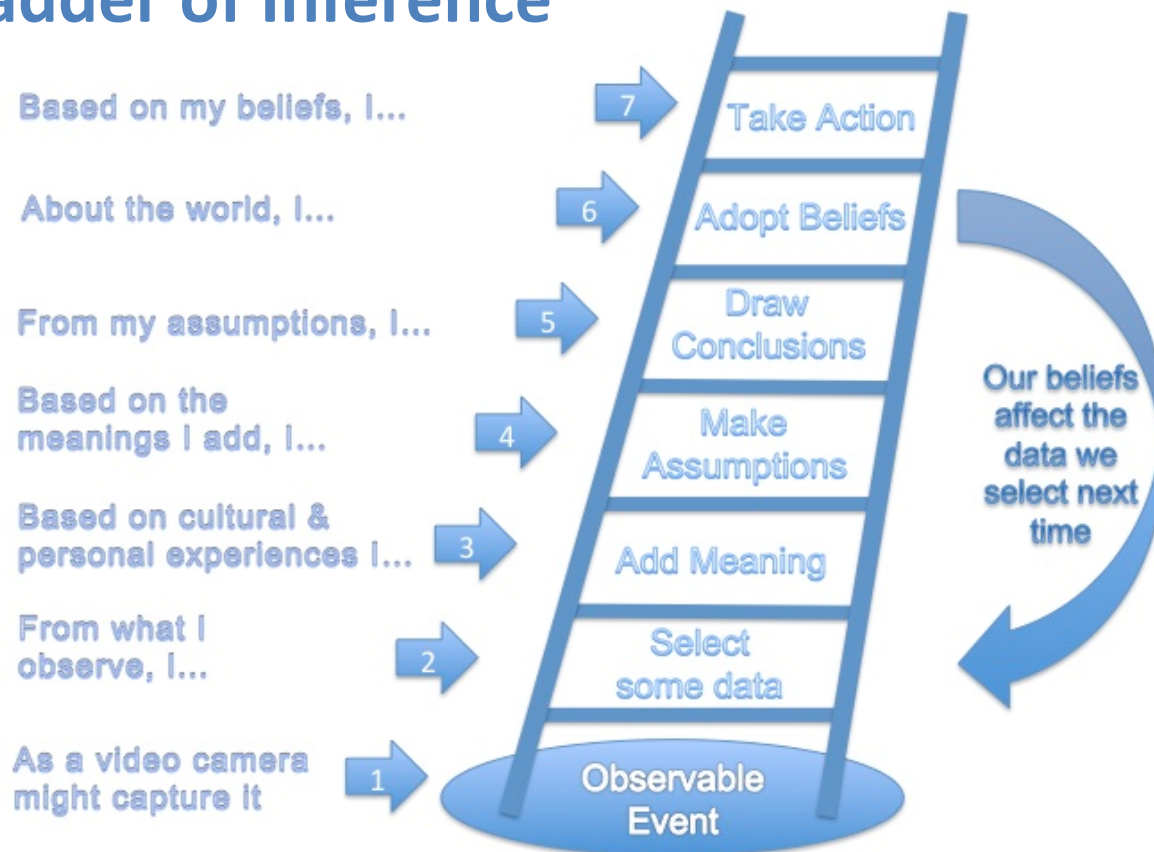 adder of Inference
Based on my beliefs, I...
7
Take Action
About the world, I...
6
Adopt Beliefs
From my assumptions, I...
5
Draw
Conclusions
Based on the
meanings I add, I...
4
Make
Assumptions
Based on cultural &
personal experiences I...
3
Add Meaning
From what I
observe, I...
2
Select
some data
As a video camera
might capture it
1
Observable
Event
Our beliefs
affect the
data we
select next
time